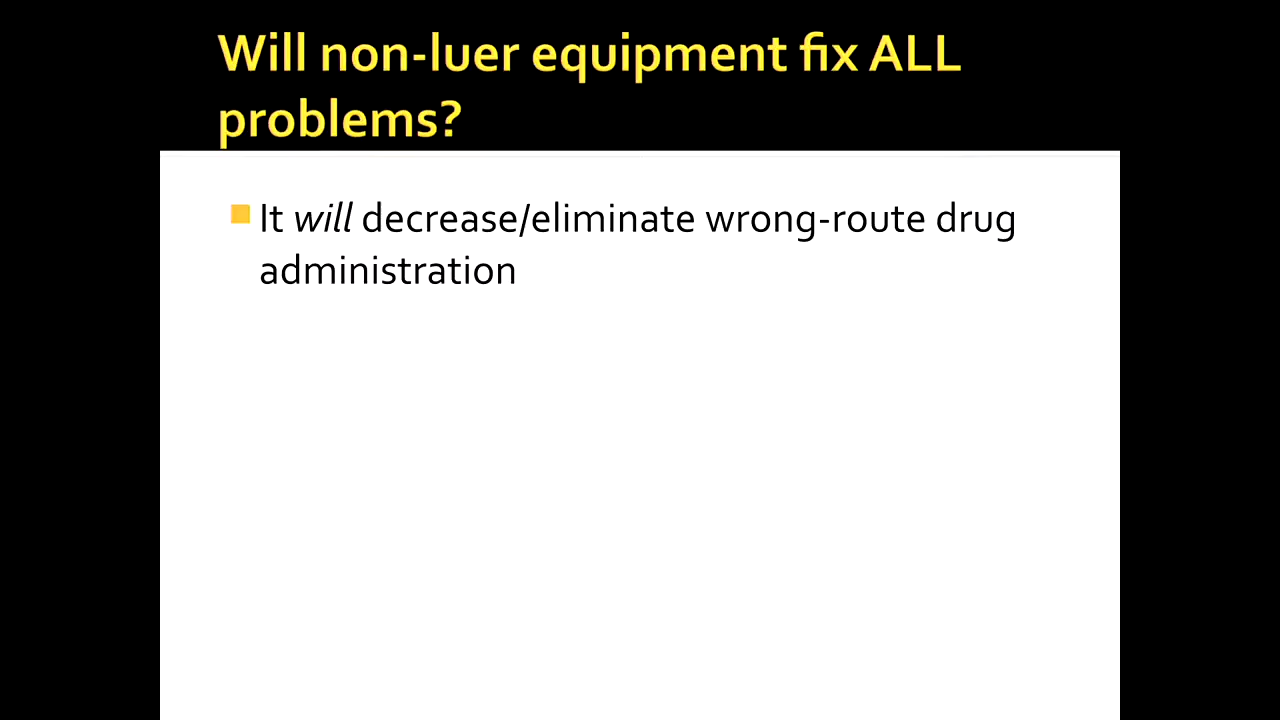 Will non-luer equipment fix ALL
problems?
It will decrease/eliminate wrong-route drug
administration